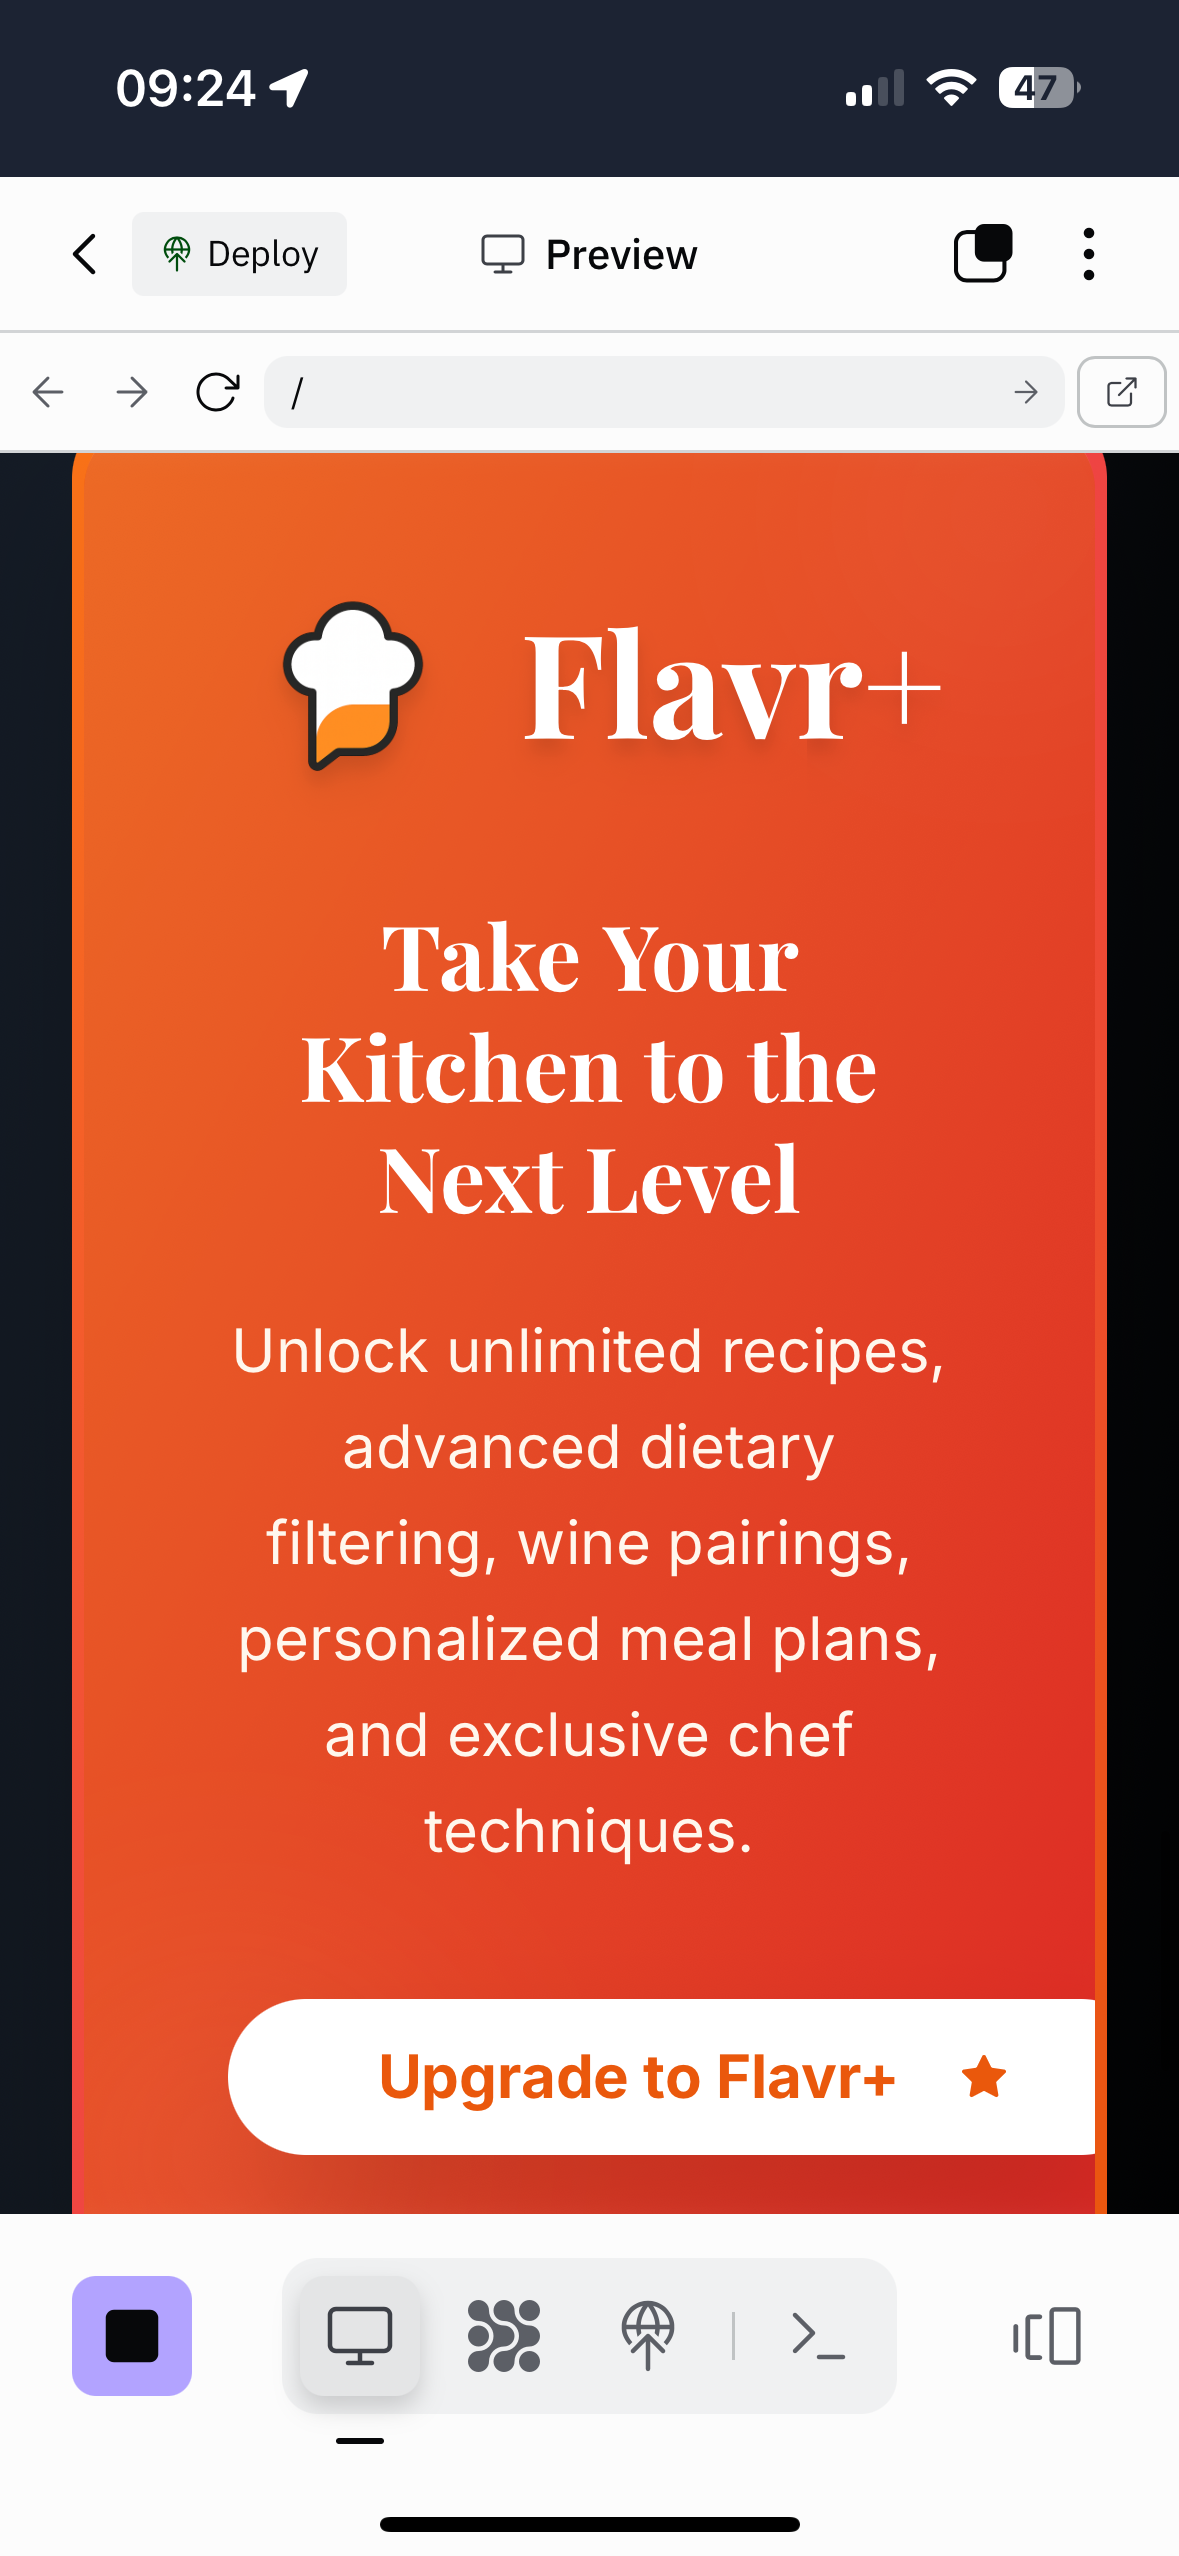 09:24
47
Deploy
Preview
/
Flavr+
Take Your
Kitchen to the
Next Level
Unlock unlimited recipes,
advanced dietary
filtering, wine pairings,
personalized meal plans,
and exclusive chef
techniques.
Upgrade to Flavr+